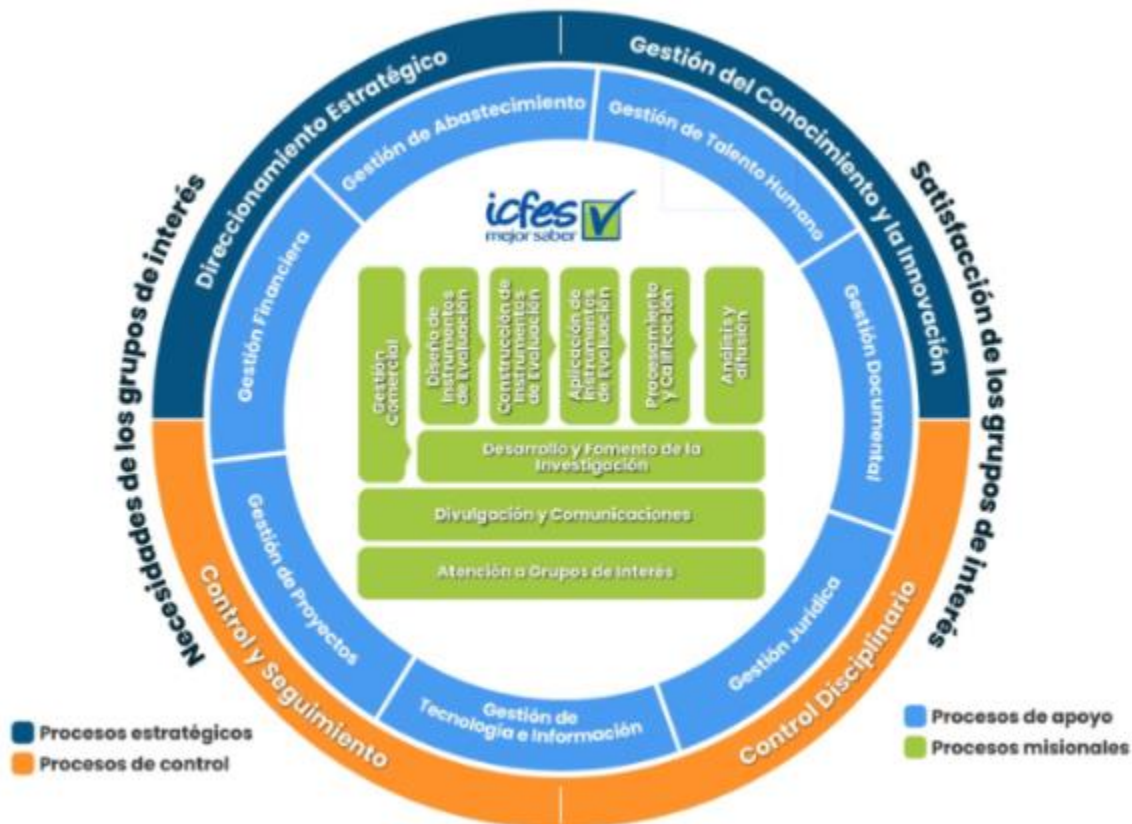 Direccionamiento Estratégico
Gestión del Conocimiento y la Innovación
Necesidades de los grupos de interés
Satisfacción de los grupos de interés
Gestión Financiera
Gestión de Abastecimiento
Gestión de Talento Humano
Gestión Documental
icfes
mejor saber
Gestión
Comercial
Diseño de
Instrumentos
de Evaluación
Construcción de
Instrumentos
de Evaluación
Aplicación de
Instrumentos
de Evaluación
Procesamiento
y Calificación
Análisis y
difusión
Desarrollo y Fomento de la
Investigación
Divulgación y Comunicaciones
Atención a Grupos de Interés
Gestión de Proyectos
Gestión de
Tecnología e Información
Gestión Jurídica
Control y Seguimiento
Control Disciplinario
Procesos estratégicos
Procesos de control
Procesos de apoyo
Procesos misionales